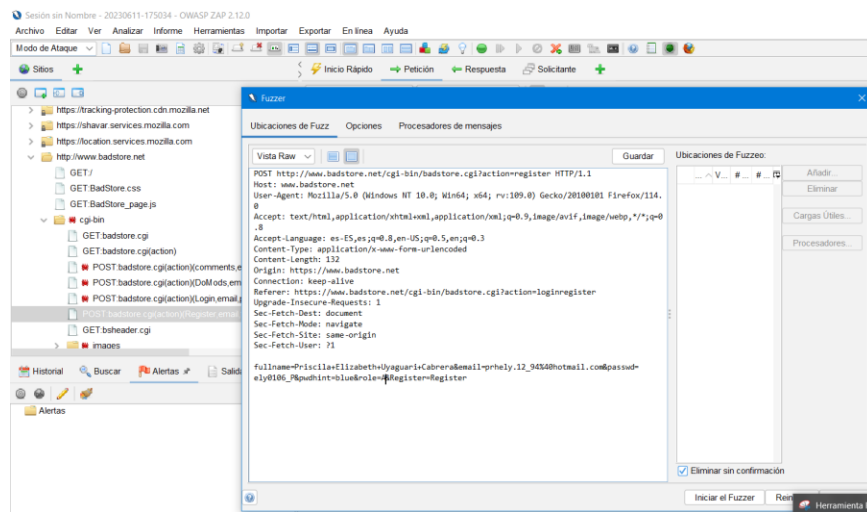 Sesión sin Nombre - 20230611-175034 - OWASP ZAP 2.12.0
Archivo Editar Ver Analizar Informe Herramientas Importar Exportar En línea Ayuda
Modo de Ataque
Sitios
Inicio Rápido Petición Respuesta Solicitante
Fuzzer
https://tracking-protection.cdn.mozilla.net
https://shavar.services.mozilla.com
https://location.services.mozilla.com
http://www.badstore.net
GET:/
GET:BadStore.css
GET:BadStore_page.js
cgi-bin
GET:badstore.cgi
GET:badstore.cgi(action)
POST:badstore.cgi(action)(comments,e
POST:badstore.cgi(action)(DoMods,em
POST:badstore.cgi(action)(Login,email,p
POST:badstore.cgi(action)(Register,email,
GET:bsheader.cgi
images
Historial Buscar Alertas Salid
Alertas
Ubicaciones de Fuzz Opciones Procesadores de mensajes
Vista Raw Guardar
POST http://www.badstore.net/cgi-bin/badstore.cgi?action=register HTTP/1.1
Host: www.badstore.net
User-Agent: Mozilla/5.0 (Windows NT 10.0; Win64; x64; rv:109.0) Gecko/20100101 Firefox/114.
0
Accept: text/html,application/xhtml+xml,application/xml;q=0.9,image/avif,image/webp,*/*;q=0
.8
Accept-Language: es-ES,es;q=0.8,en-US;q=0.5,en;q=0.3
Content-Type: application/x-www-form-urlencoded
Content-Length: 132
Origin: https://www.badstore.net
Connection: keep-alive
Referer: https://www.badstore.net/cgi-bin/badstore.cgi?action=loginregister
Upgrade-Insecure-Requests: 1
Sec-Fetch-Dest: document
Sec-Fetch-Mode: navigate
Sec-Fetch-Site: same-origin
Sec-Fetch-User: ?1
fullname=Priscila+Elizabeth+Uyaguari+Cabrera&email=prhely.12_94%40hotmail.com&passwd=
ely0106_P&pwdhint=blue&role=A&Register=Register
Ubicaciones de Fuzzeo:
... V... #... #...
Añadir...
Eliminar
Cargas Útiles...
Procesadores...
Eliminar sin confirmación
Iniciar el Fuzzer Rei
Herramienta